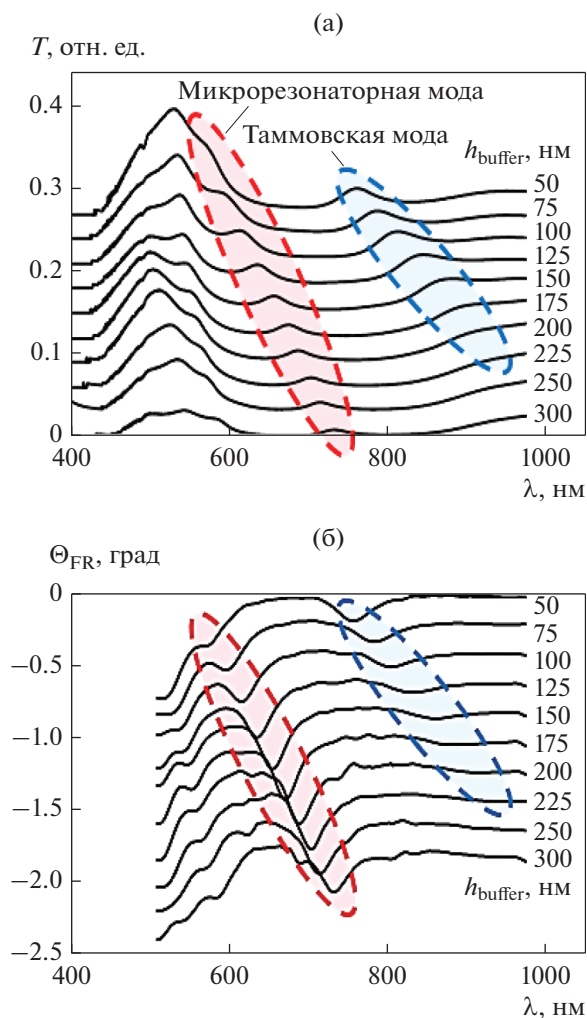 (а)
T, отн. ед.
Микрорезонаторная мода
Таммовская мода
h_buffer, нм
0.4
0.3
0.2
0.1
0
50
75
100
125
150
175
200
225
250
300
400 600 800 1000
λ, нм
(б)
Θ_FR, град
0
−0.5
−1.0
−1.5
−2.0
−2.5
50
75
100
125
150
175
200
225
250
300
h_buffer, нм
400 600 800 1000
λ, нм